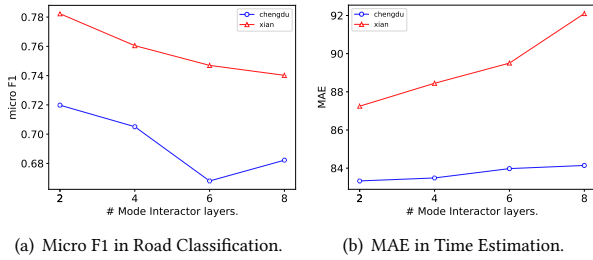 chengdu
xian
0.78
0.76
0.74
0.72
0.70
0.68
micro F1
2 4 6 8
# Mode Interactor layers.
(a) Micro F1 in Road Classification.
chengdu
xian
92
90
88
86
84
MAE
2 4 6 8
# Mode Interactor layers.
(b) MAE in Time Estimation.